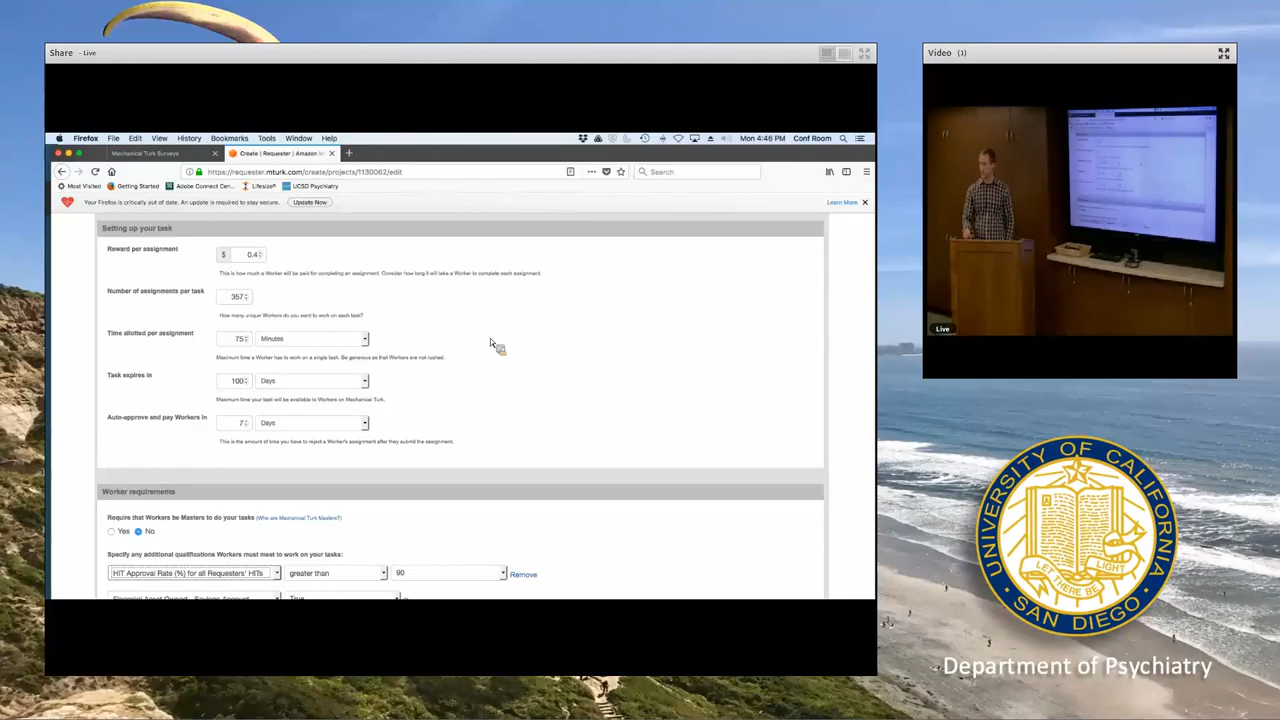 Share - Live
Firefox File Edit View History Bookmarks Tools Window Help
Mon 4:46 PM Conf Room
Mechanical Turk Surveys
Create | Requester | Amazon M
https://requester.mturk.com/create/projects/1130062/edit
Search
Most Visited Getting Started Adobe Connect Cen... Lifesize® UCSD Psychiatry
Your Firefox is critically out of date. An update is required to stay secure. Update Now
Learn More
Setting up your task
Reward per assignment
$ 0.4
This is how much a Worker will be paid for completing an assignment. Consider how long it will take a Worker to complete each assignment.
Number of assignments per task
357
How many unique Workers do you want to work on each task?
Time allotted per assignment
75 Minutes
Maximum time a Worker has to work on a single task. Be generous so that Workers are not rushed.
Task expires in
100 Days
Maximum time your task will be available to Workers on Mechanical Turk.
Auto-approve and pay Workers in
7 Days
This is the amount of time you have to reject a Worker's assignment after they submit the assignment.
Worker requirements
Require that Workers be Masters to do your tasks (Who are Mechanical Turk Masters?)
Yes No
Specify any additional qualifications Workers must meet to work on your tasks:
HIT Approval Rate (%) for all Requesters' HITs greater than 90 Remove
Financial Asset Owned - Savings Account True
Video (1)
Live
UNIVERSITY OF CALIFORNIA
LET THERE BE LIGHT
SAN DIEGO
Department of Psychiatry